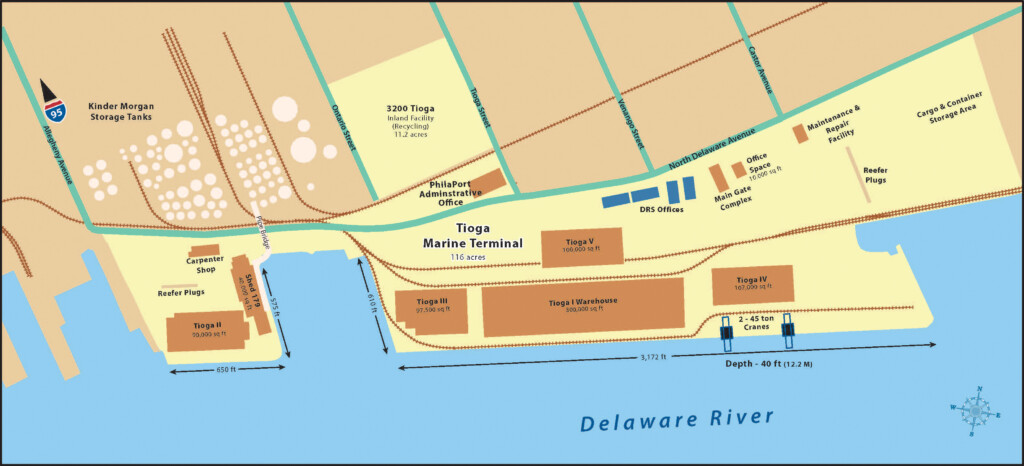 95
Allegheny Avenue
Kinder Morgan
Storage Tanks
Ontario Street
3200 Tioga
Inland Facility
(Recycling)
11.2 acres
Tioga Street
Venango Street
Castor Avenue
North Delaware Avenue
Maintanance &
Repair
Facility
Cargo & Container
Storage Area
PhilaPort
Adminstrative
Office
DRS Offices
Main Gate
Complex
Office
Space
10,000 sq ft
Reefer
Plugs
Pipe Bridge
Tioga
Marine Terminal
116 acres
Carpenter
Shop
Reefer Plugs
Shed 179
40,000 sq ft
Tioga II
70,000 sq ft
575 ft
650 ft
610 ft
Tioga III
97,500 sq ft
Tioga I Warehouse
Tioga V
100,000 sq ft
Tioga IV
2 - 45 ton
Cranes
3,172 ft
Depth - 40 ft (12.2 M)
Delaware River
N
W
E
S